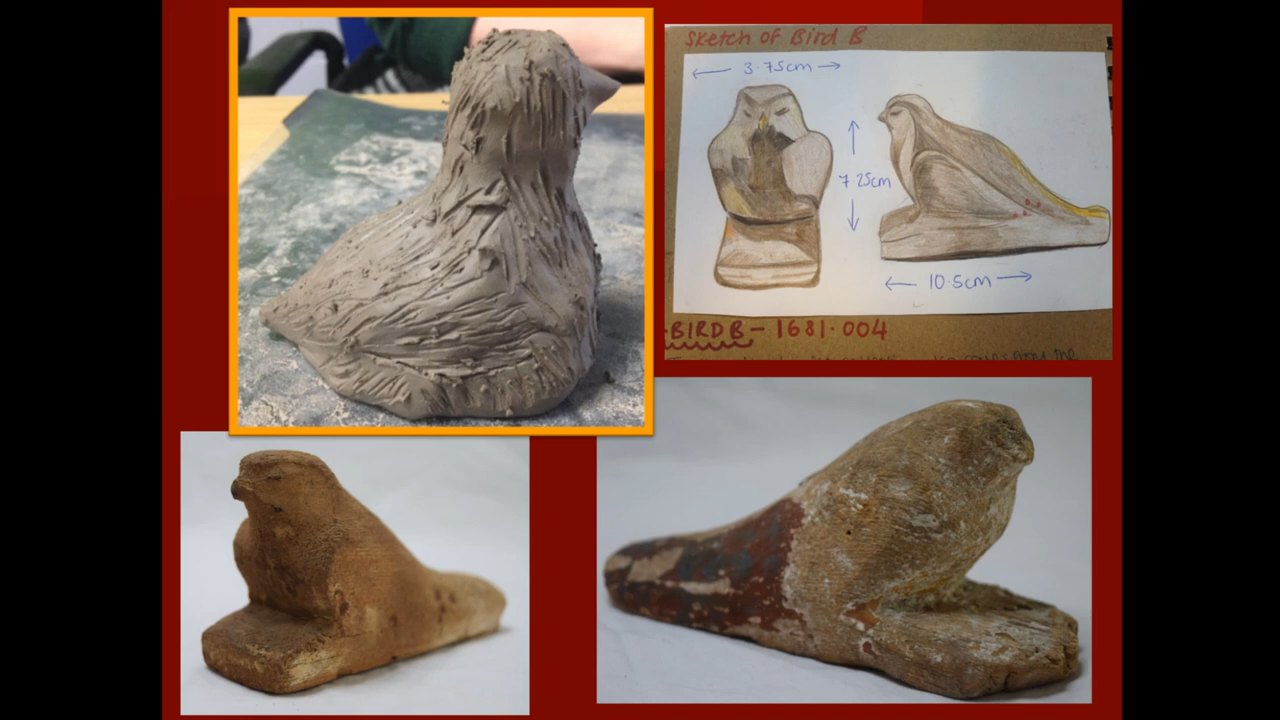 Sketch of Bird B
3.75cm
7.25cm
10.5cm
BIRD B - 1681.004